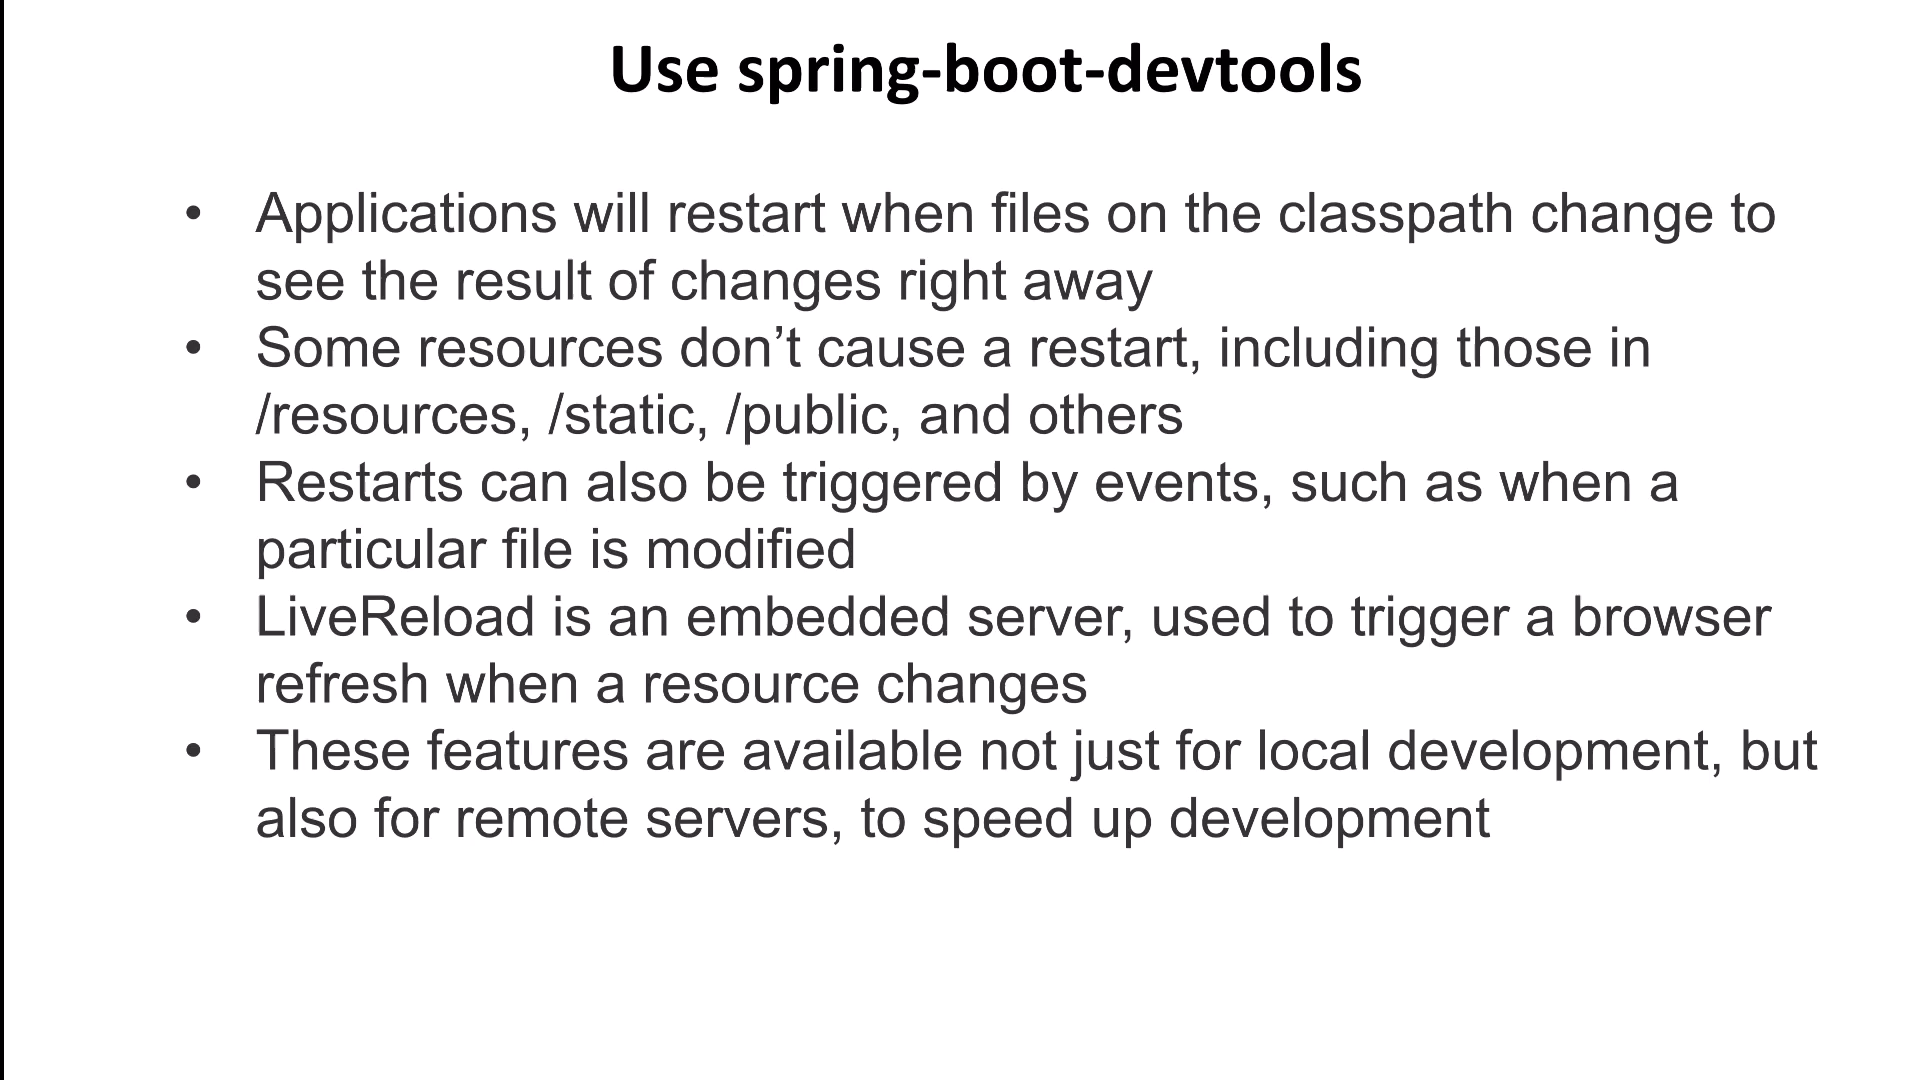 Use spring-boot-devtools
• Applications will restart when files on the classpath change to
see the result of changes right away
• Some resources don’t cause a restart, including those in
/resources, /static, /public, and others
• Restarts can also be triggered by events, such as when a
particular file is modified
• LiveReload is an embedded server, used to trigger a browser
refresh when a resource changes
• These features are available not just for local development, but
also for remote servers, to speed up development